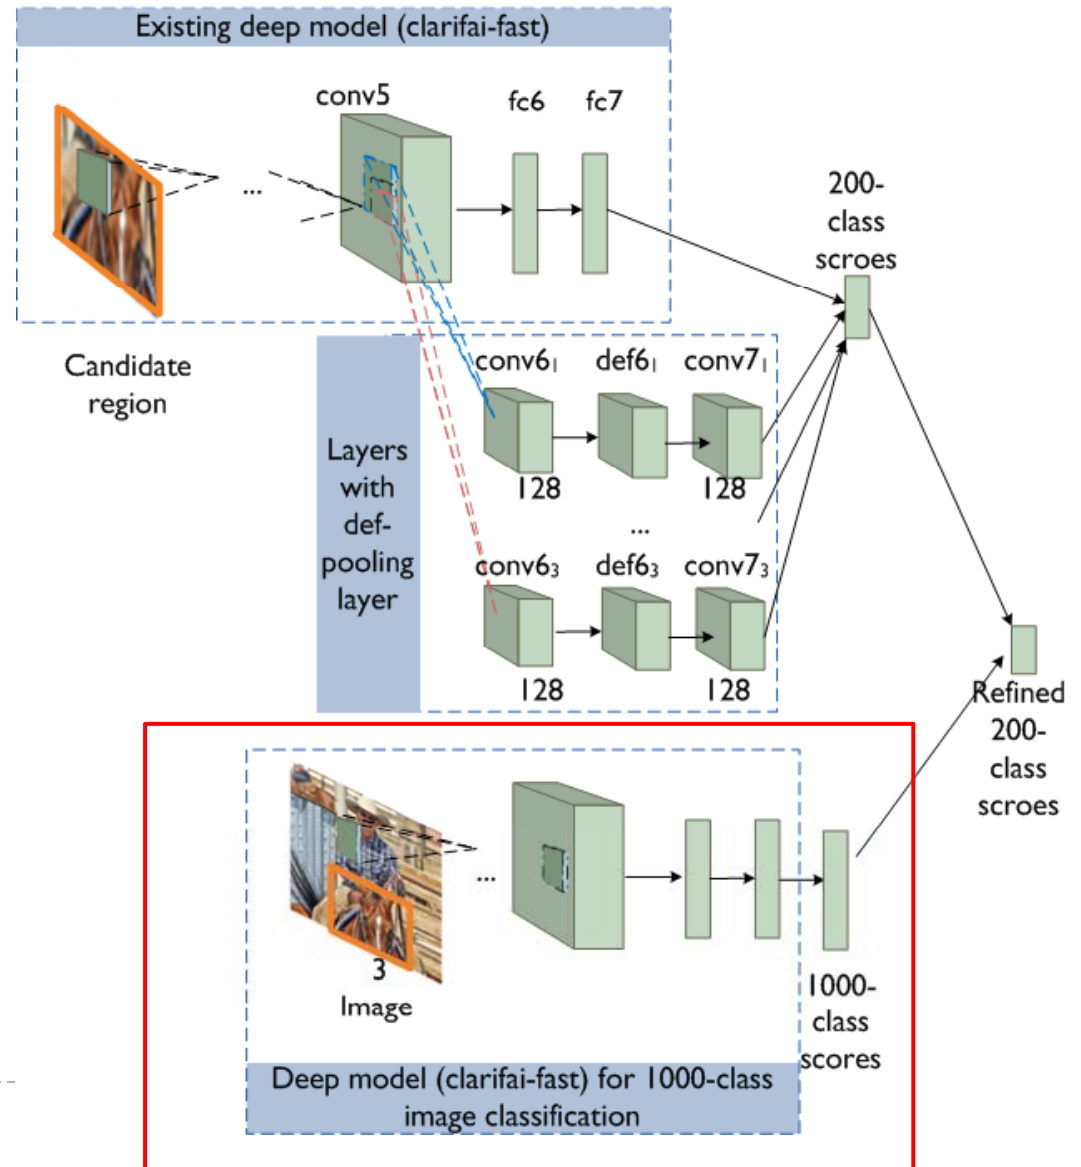 Existing deep model (clarifai-fast)
conv5
fc6
fc7
...
200-
class
scroes
Candidate
region
Layers
with
def-
pooling
layer
conv6₁
def6₁
conv7₁
128
128
...
conv6₃
def6₃
conv7₃
128
128
Refined
200-
class
scroes
...
3
Image
1000-
class
scores
Deep model (clarifai-fast) for 1000-class
image classification